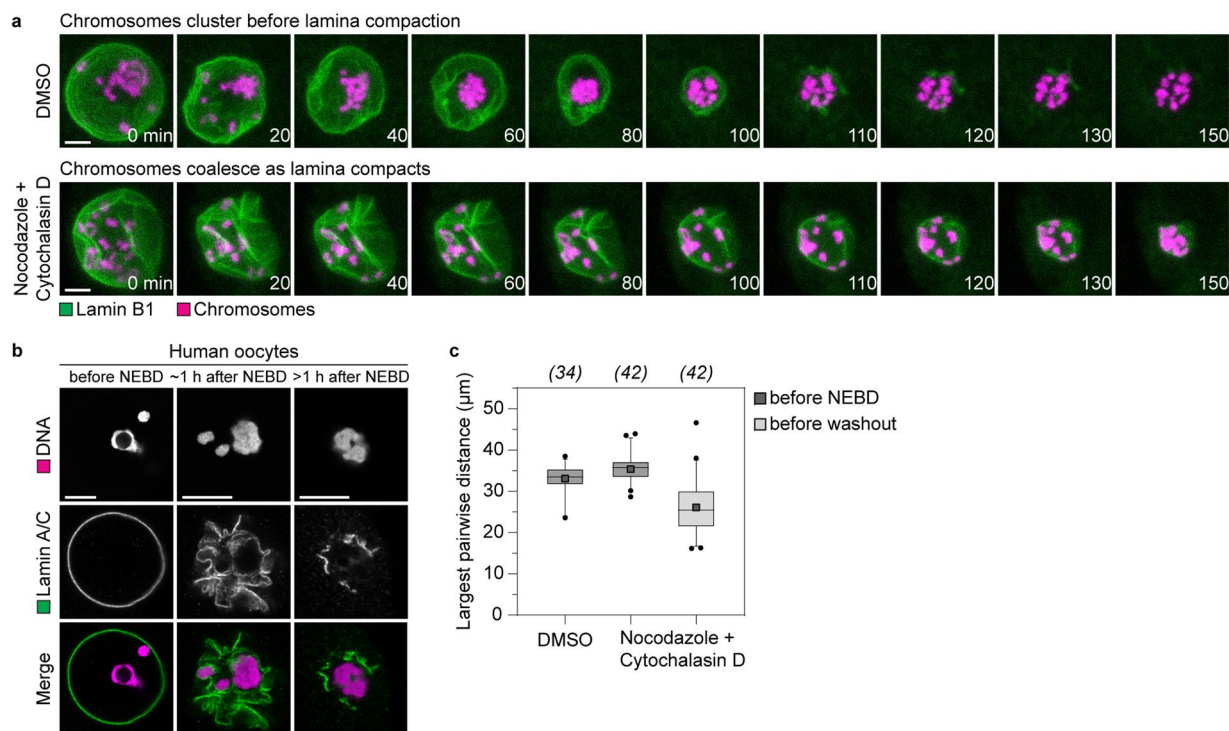 a Chromosomes cluster before lamina compaction
DMSO
0 min 20 40 60 80 100 110 120 130 150
Chromosomes coalesce as lamina compacts
Nocodazole +
Cytochalasin D
0 min 20 40 60 80 100 110 120 130 150
Lamin B1 Chromosomes
b
Human oocytes
before NEBD ~1 h after NEBD >1 h after NEBD
DNA
Lamin A/C
Merge
c
(34) (42) (42)
Largest pairwise distance (µm)
50
40
30
20
10
0
DMSO Nocodazole +
Cytochalasin D
before NEBD
before washout